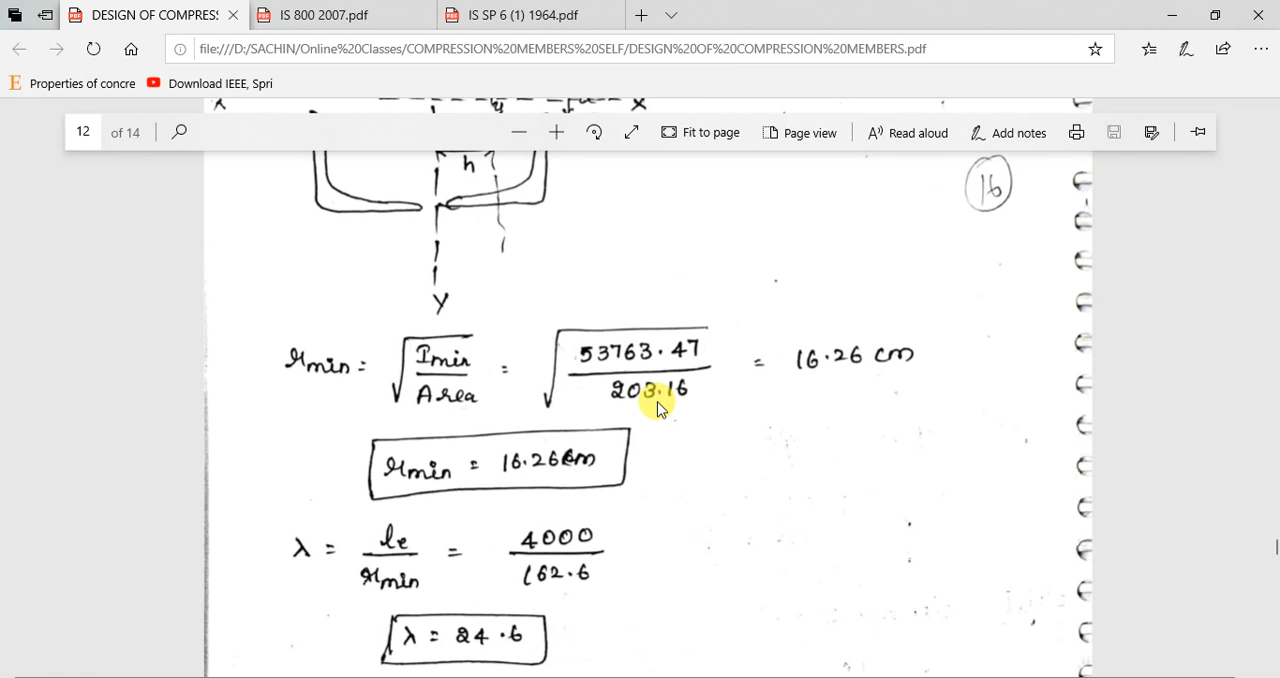 DESIGN OF COMPRESS
IS 800 2007.pdf
IS SP 6 (1) 1964.pdf
file:///D:/SACHIN/Online%20Classes/COMPRESSION%20MEMBERS%20SELF/DESIGN%20OF%20COMPRESSION%20MEMBERS.pdf
E Properties of concre
Download IEEE, Spri
X
X
12 of 14
Fit to page
Page view
A) Read aloud
Add notes
h
16
Y
rmin = √ Imin / Area = √ 53763.47 / 203.16 = 16.26 cm
rmin = 16.26 cm
λ = le / rmin = 4000 / 162.6
λ = 24.6